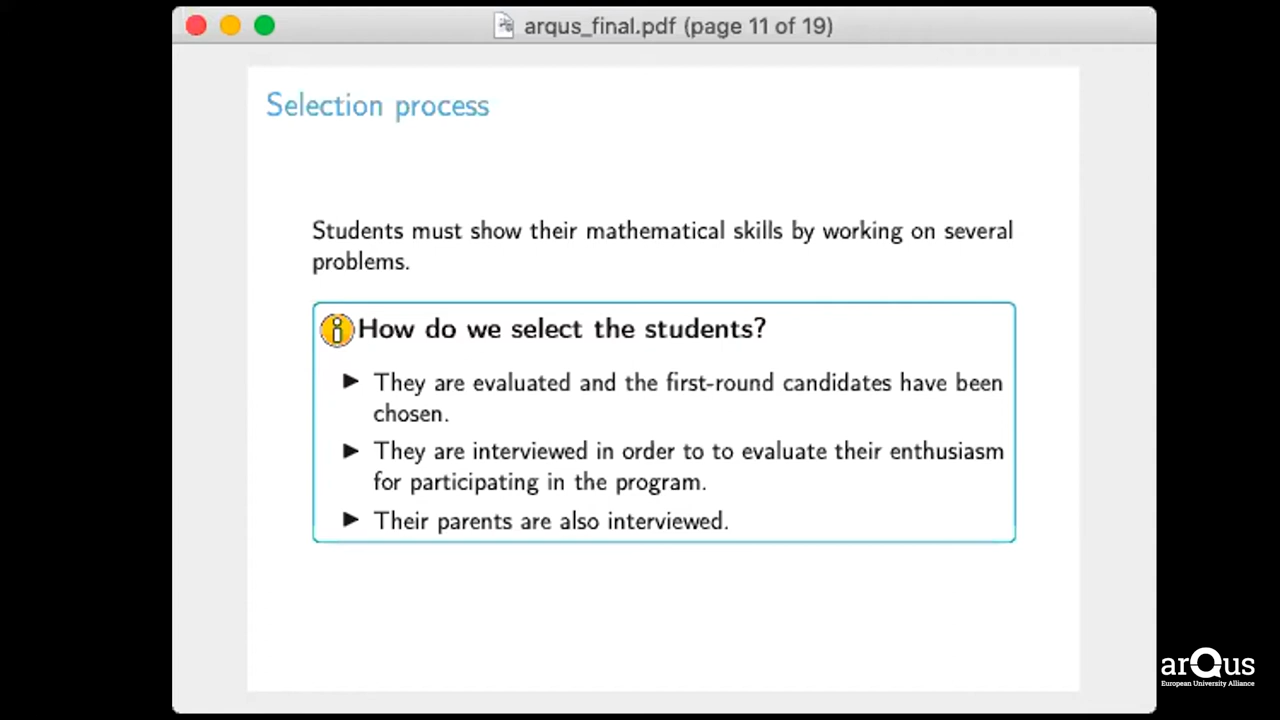 arqus_final.pdf (page 11 of 19)
Selection process
Students must show their mathematical skills by working on several
problems.
How do we select the students?
They are evaluated and the first-round candidates have been
chosen.
They are interviewed in order to to evaluate their enthusiasm
for participating in the program.
Their parents are also interviewed.
arQus
European University Alliance